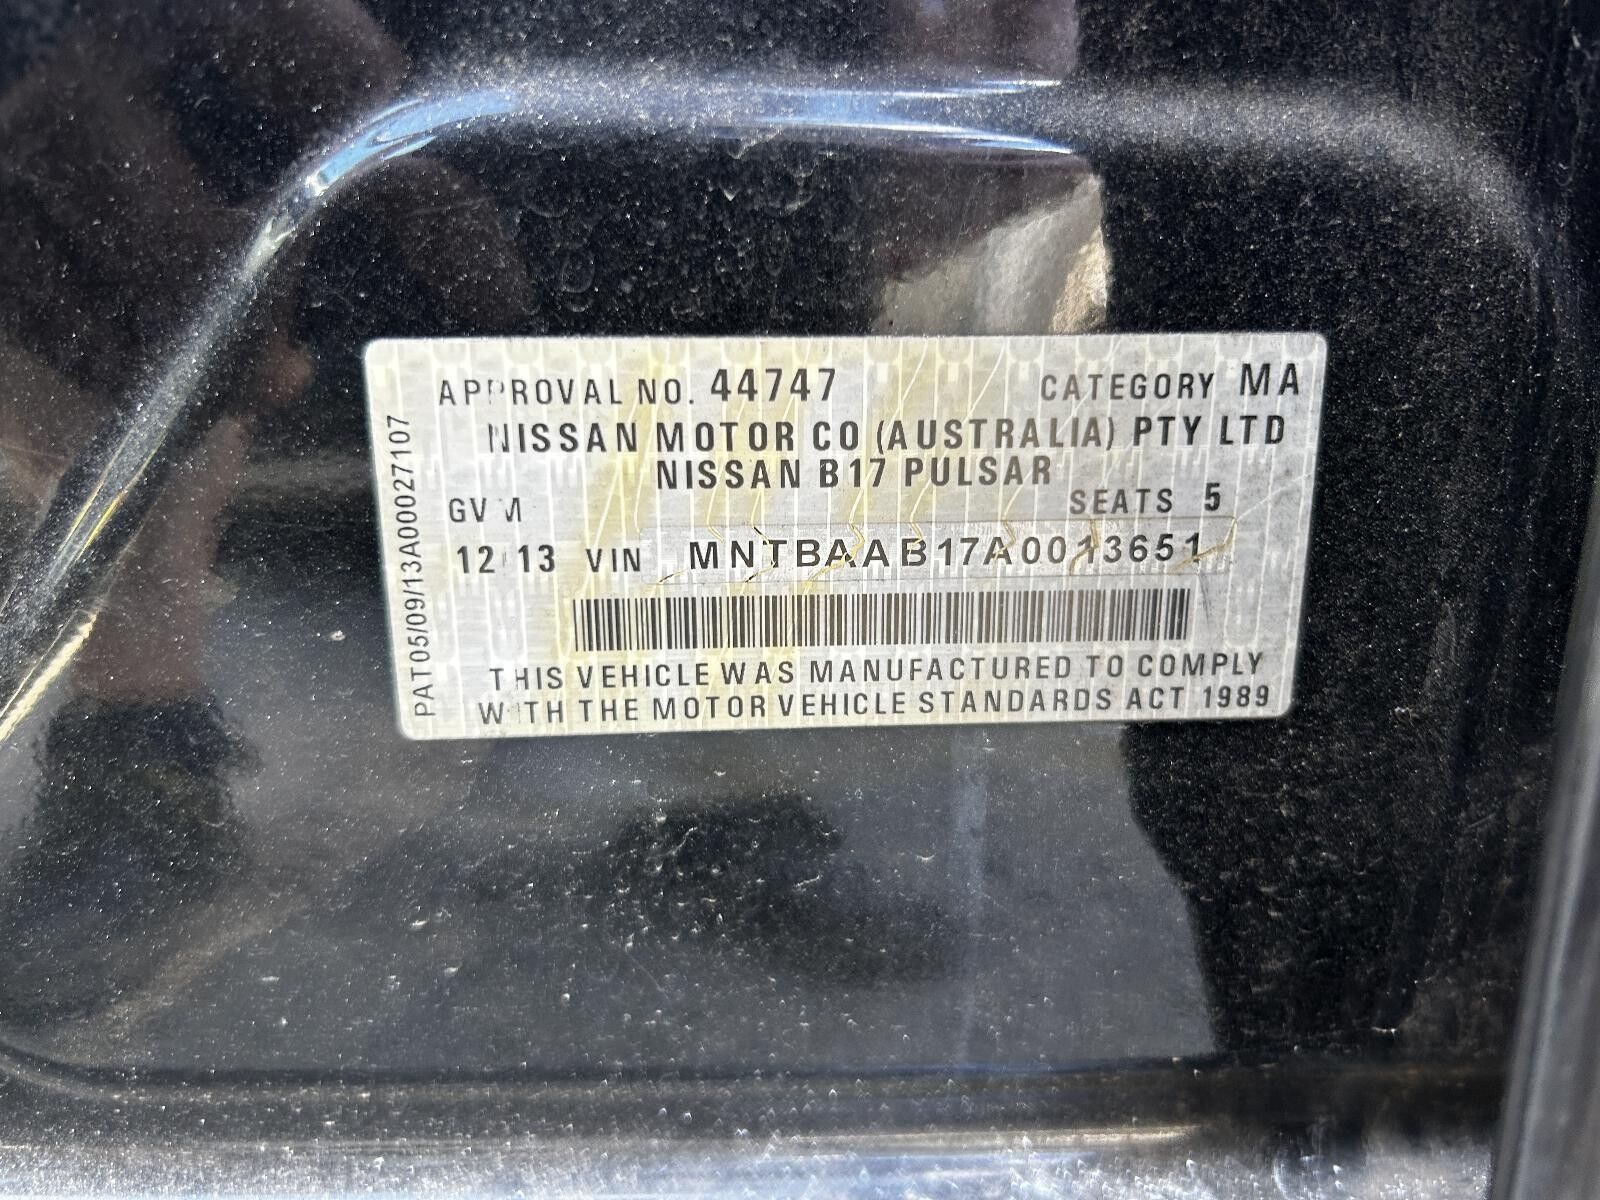 APPROVAL NO. 44747 CATEGORY MA
NISSAN MOTOR CO (AUSTRALIA) PTY LTD
NISSAN B17 PULSAR
GVM SEATS 5
12/13 VIN MNTBAAB17A0013651
THIS VEHICLE WAS MANUFACTURED TO COMPLY
WITH THE MOTOR VEHICLE STANDARDS ACT 1989
PAT05/09/13A00027107